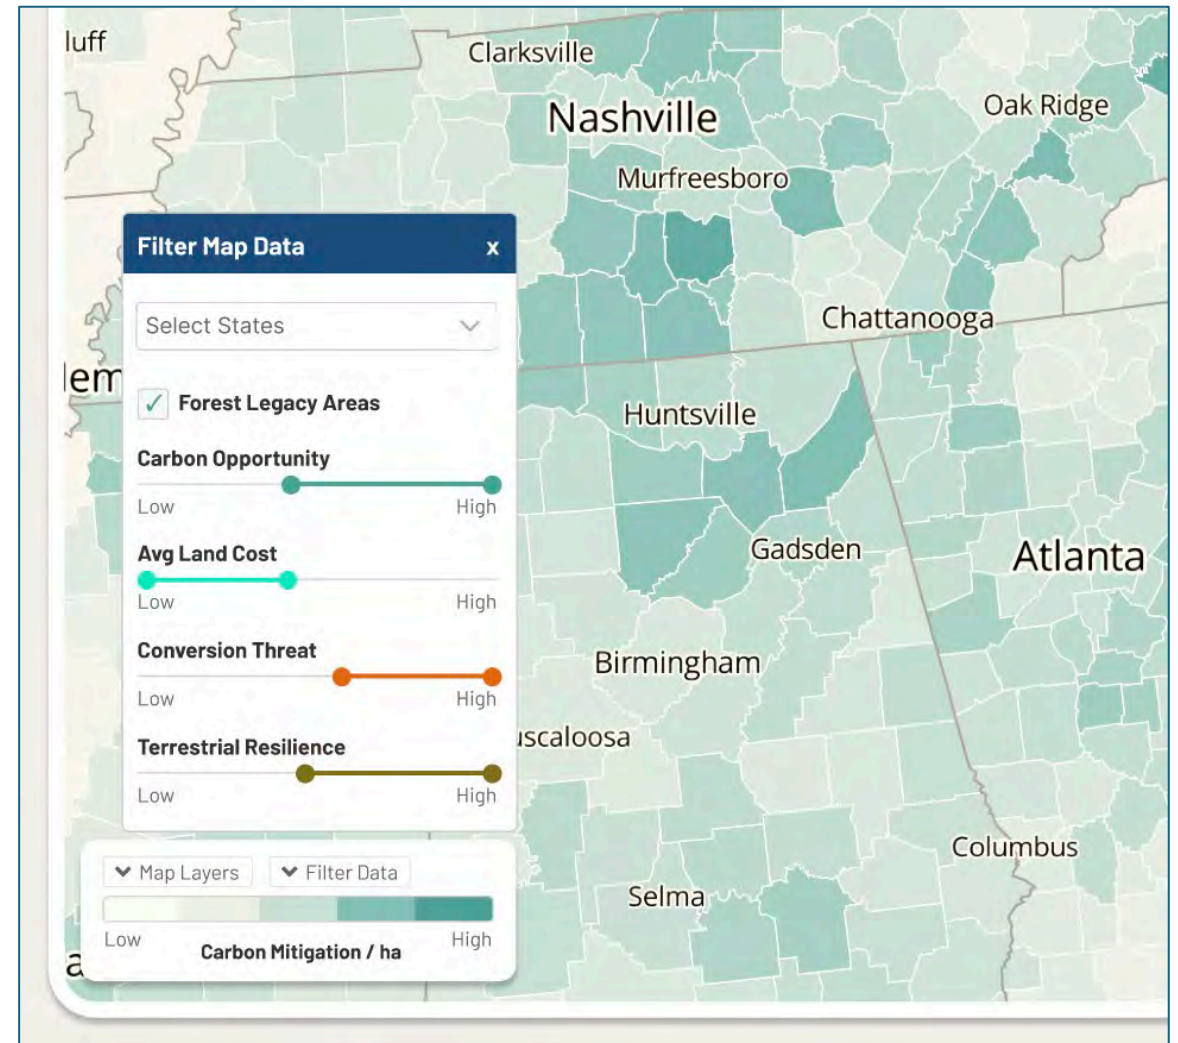 luff
Clarksville
Oak Ridge
Nashville
Murfreesboro
Filter Map Data x
Select States
Chattanooga
lem
✓ Forest Legacy Areas
Huntsville
Carbon Opportunity
Low High
Avg Land Cost
Gadsden
Atlanta
Low High
Conversion Threat
Birmingham
Low High
Terrestrial Resilience
uscaloosa
Low High
Columbus
Map Layers Filter Data
Selma
Low High
Carbon Mitigation / ha
a